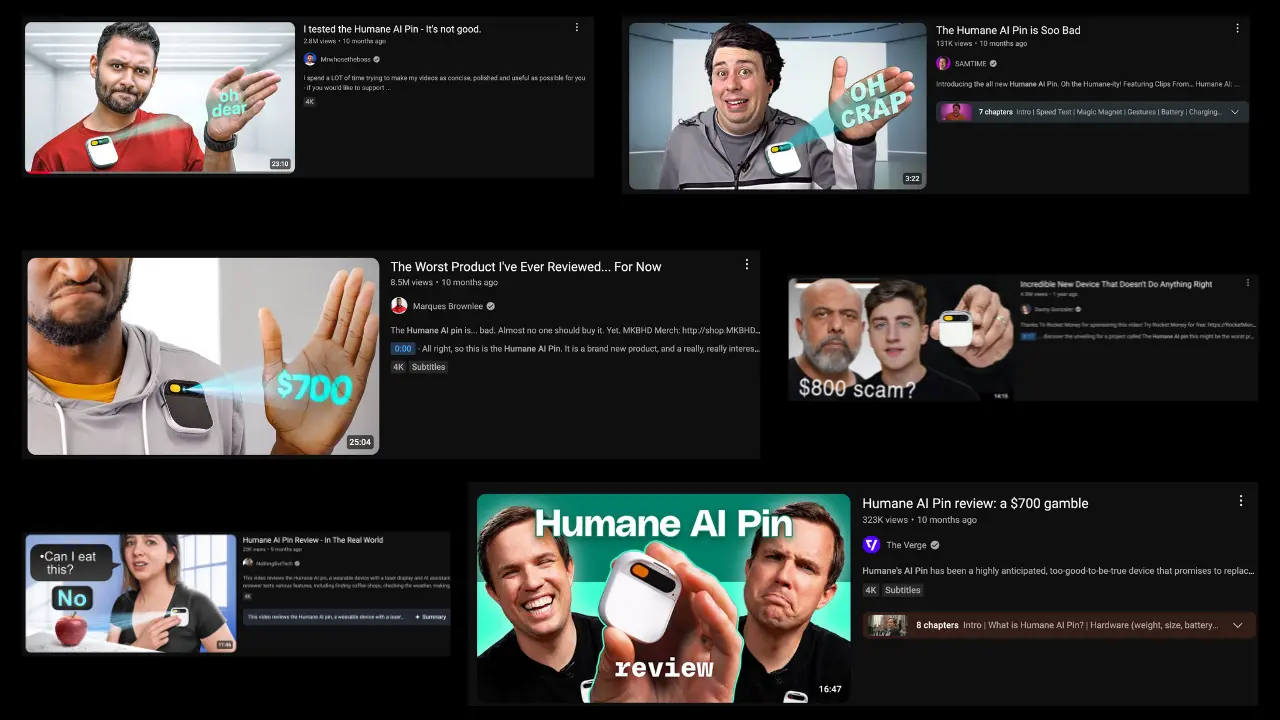 oh
dear
23:10
I tested the Humane AI Pin - It's not good.
2.8M views • 10 months ago
Mrwhosetheboss
I spend a LOT of time trying to make my videos as concise, polished and useful as possible for you
- if you would like to support ...
4K
OH
CRAP
3:22
The Humane AI Pin is Soo Bad
131K views • 10 months ago
SAMTIME
Introducing the all new Humane AI Pin. Oh the Humane-ity! Featuring Clips From... Humane AI: ...
7 chapters Intro | Speed Test | Magic Magnet | Gestures | Battery | Charging...
$700
25:04
The Worst Product I've Ever Reviewed... For Now
8.5M views • 10 months ago
Marques Brownlee
The Humane AI pin is... bad. Almost no one should buy it. Yet. MKBHD Merch: http://shop.MKBHD...
0:00 - All right, so this is the Humane AI Pin. It is a brand new product, and a really, really interes...
4K Subtitles
$800 scam?
14:15
Incredible New Device That Doesn't Do Anything Right
views • 1 year ago
Danny Gonzalez
Thanks To Rocket Money for sponsoring this video! Try Rocket Money for free: https://RocketMon...
...discover the unveiling for a project called The Humane AI pin this might be the worst pr...
•Can I eat
this?
No
11:46
Humane AI Pin Review - In The Real World
22K views • 9 months ago
NothingButTech
This video reviews the Humane AI pin, a wearable device with a laser display and AI assistant
reviewer tests various features, including finding coffee shops, checking the weather, making
4K
This video reviews the Humane AI pin, a wearable device with a laser... Summary
Humane AI Pin
review
16:47
Humane AI Pin review: a $700 gamble
323K views • 10 months ago
The Verge
Humane's AI Pin has been a highly anticipated, too-good-to-be-true device that promises to replac...
4K Subtitles
8 chapters Intro | What is Humane AI Pin? | Hardware (weight, size, battery...